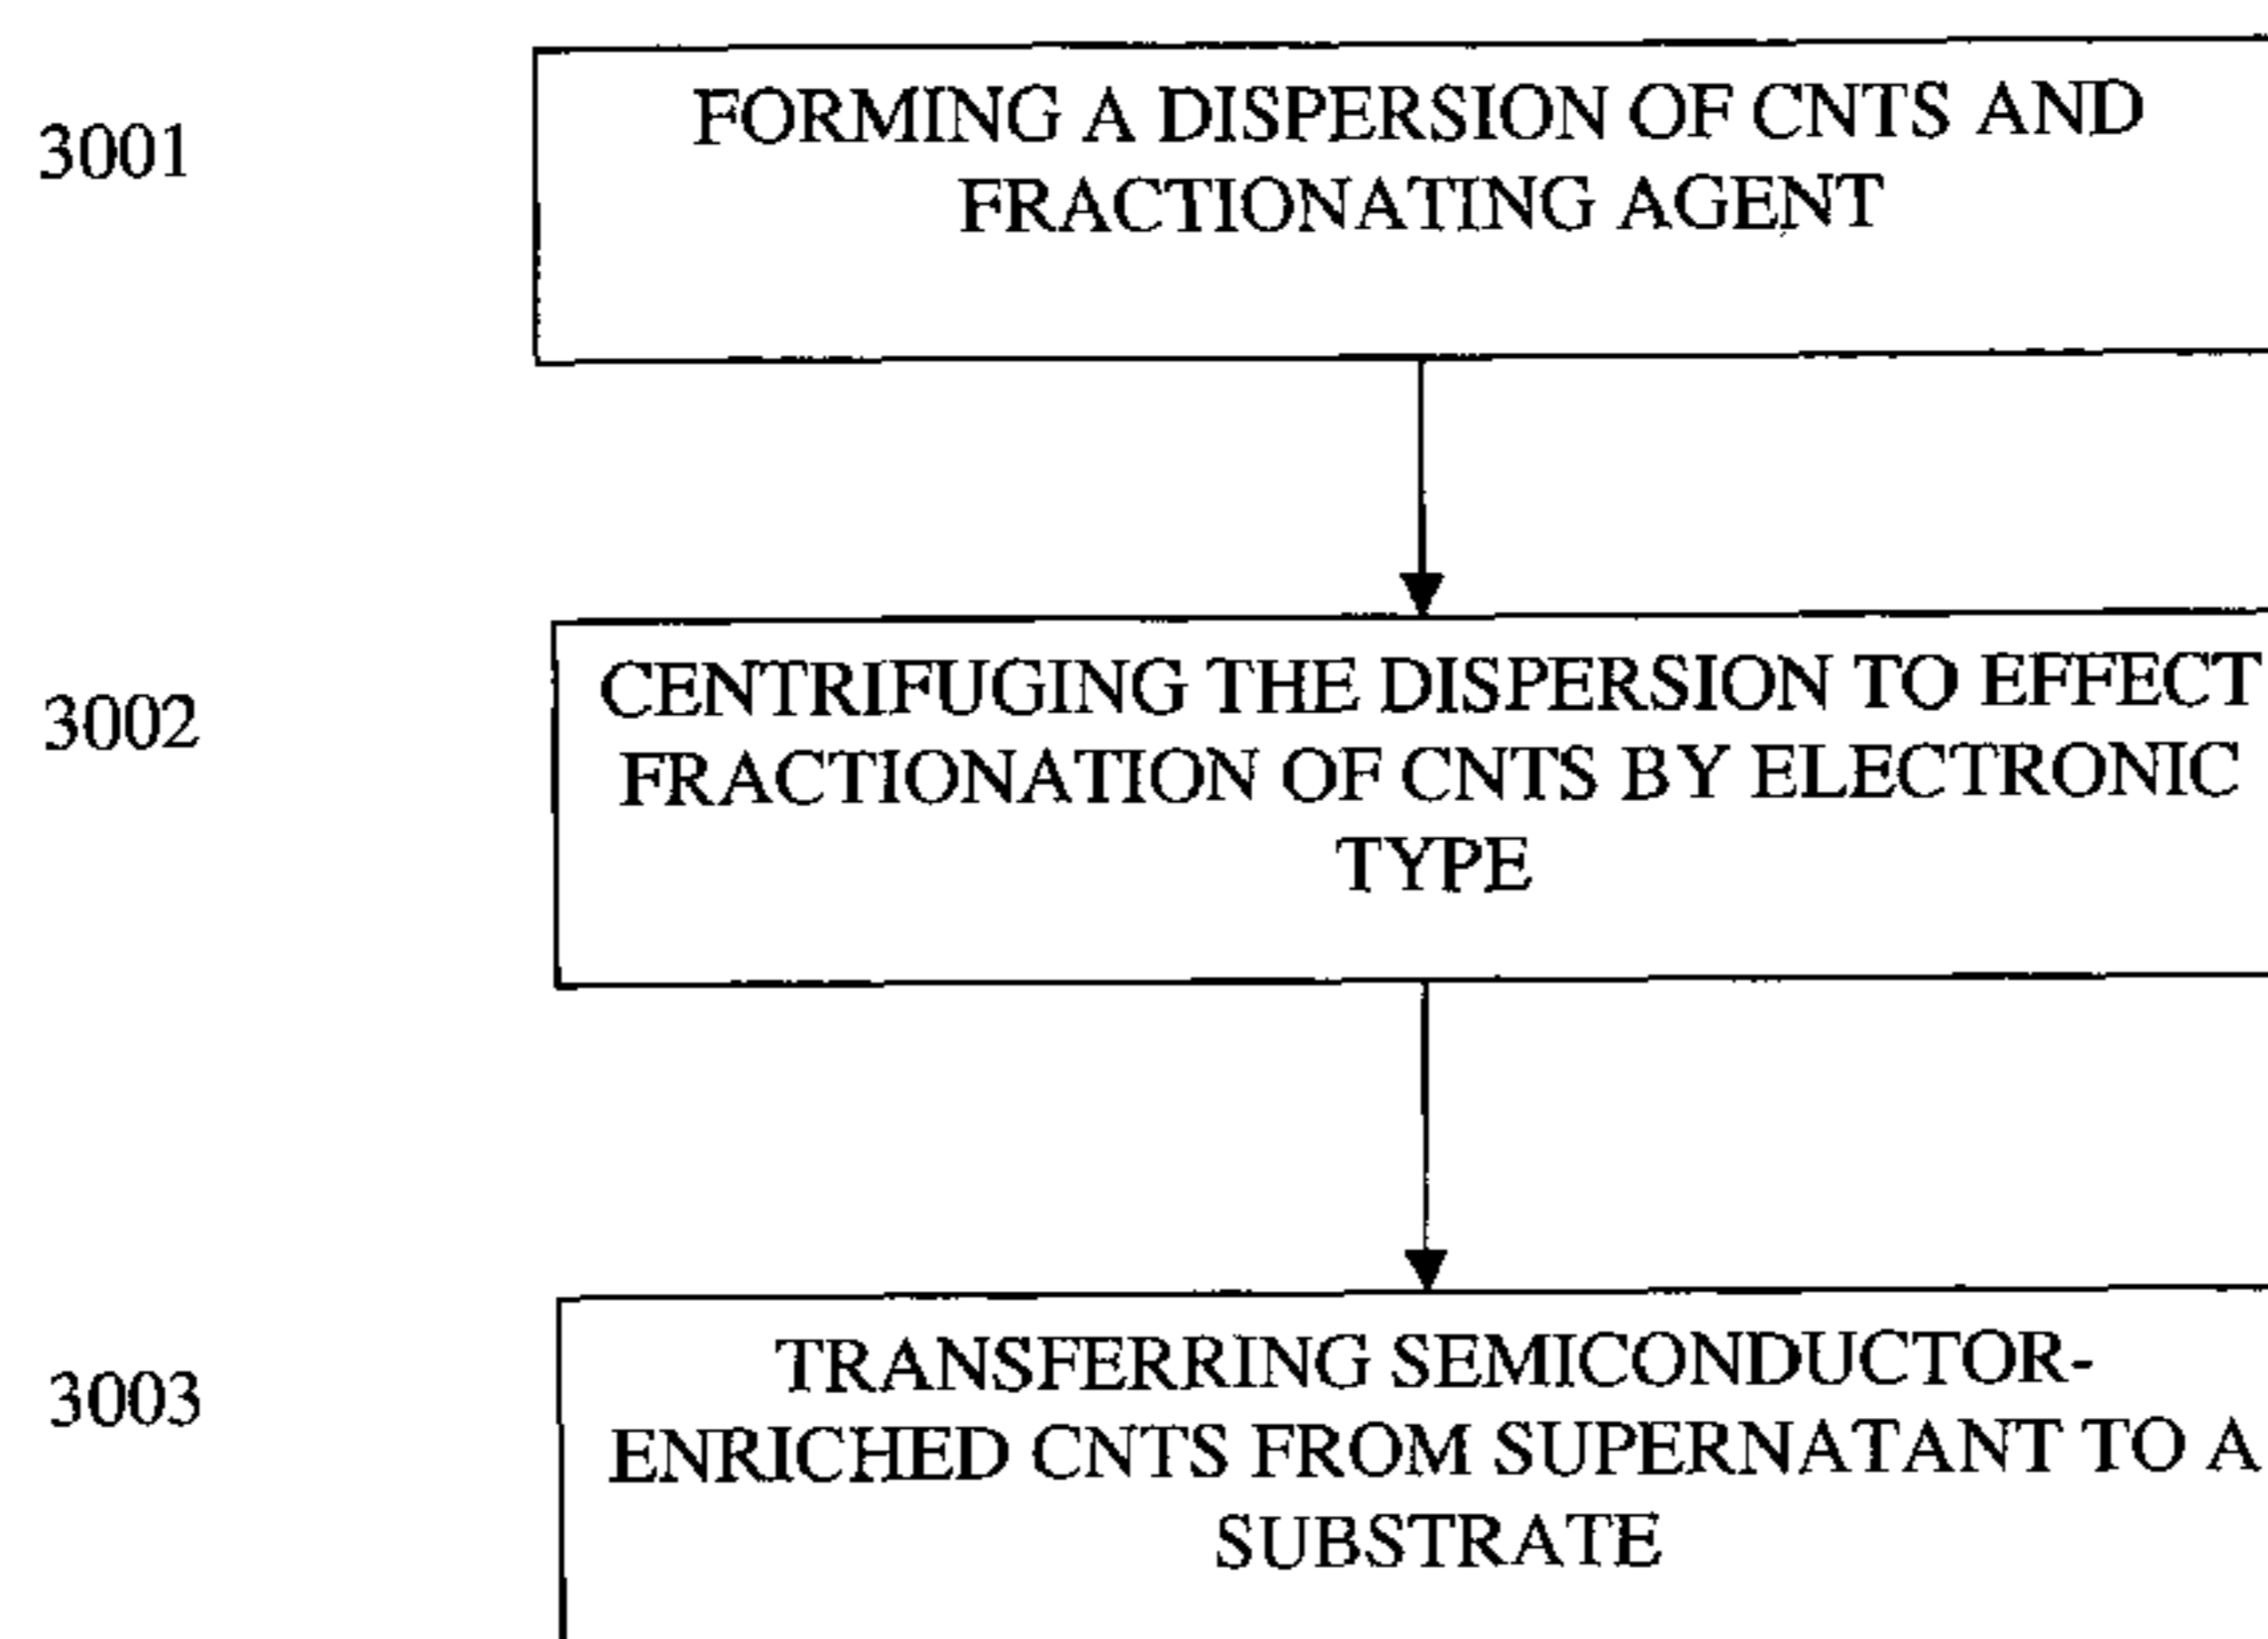 3001
FORMING A DISPERSION OF CNTS AND
FRACTIONATING AGENT
3002
CENTRIFUGING THE DISPERSION TO EFFECT
FRACTIONATION OF CNTS BY ELECTRONIC
TYPE
3003
TRANSFERRING SEMICONDUCTOR-
ENRICHED CNTS FROM SUPERNATANT TO A
SUBSTRATE